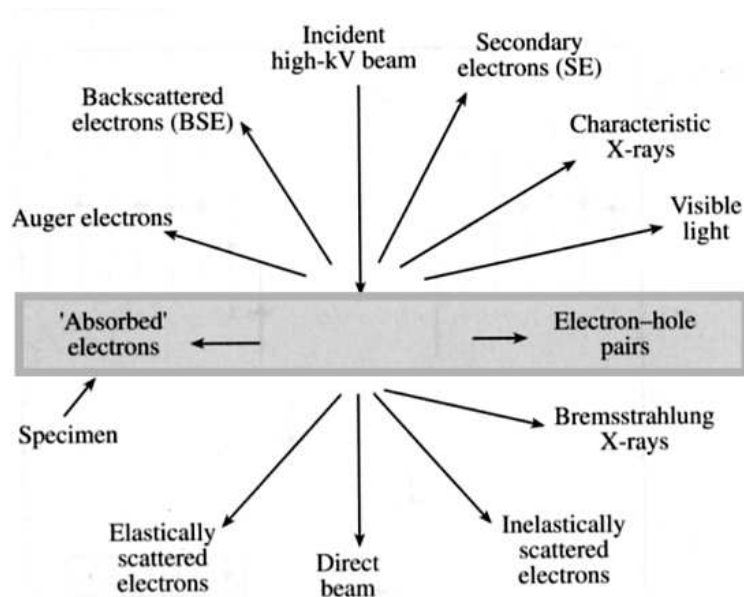 Incident
high-kV beam
Secondary
electrons (SE)
Backscattered
electrons (BSE)
Characteristic
X-rays
Auger electrons
Visible
light
'Absorbed'
electrons
Electron–hole
pairs
Specimen
Bremsstrahlung
X-rays
Elastically
scattered
electrons
Direct
beam
Inelastically
scattered
electrons